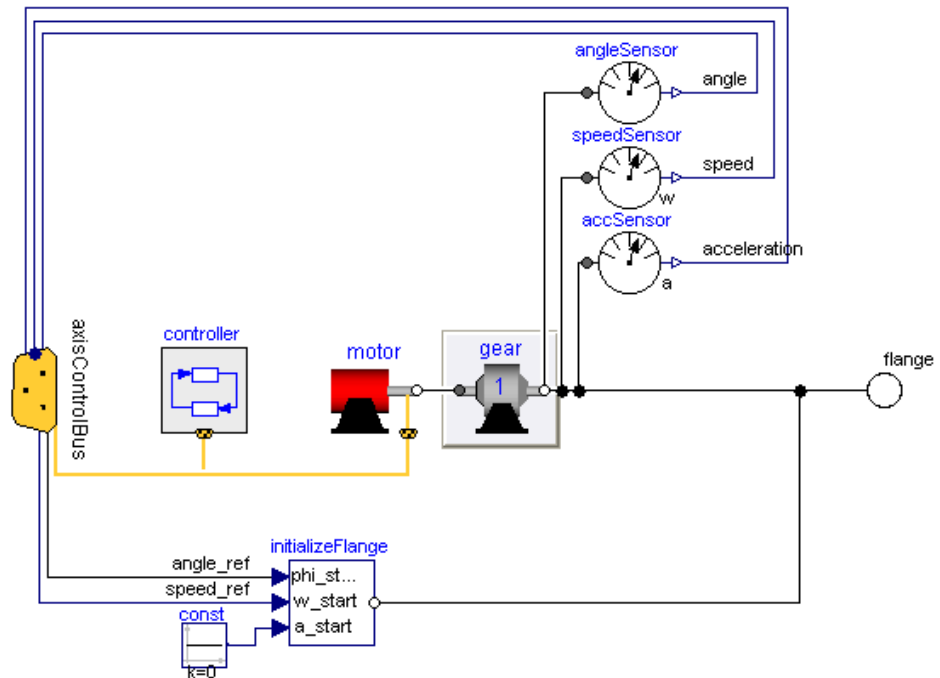 angleSensor
angle
speedSensor
speed
w
accSensor
acceleration
a
axisControlBus
controller
motor
gear
1
flange
initializeFlange
angle_ref
phi_st...
speed_ref
w_start
const
a_start
k=0